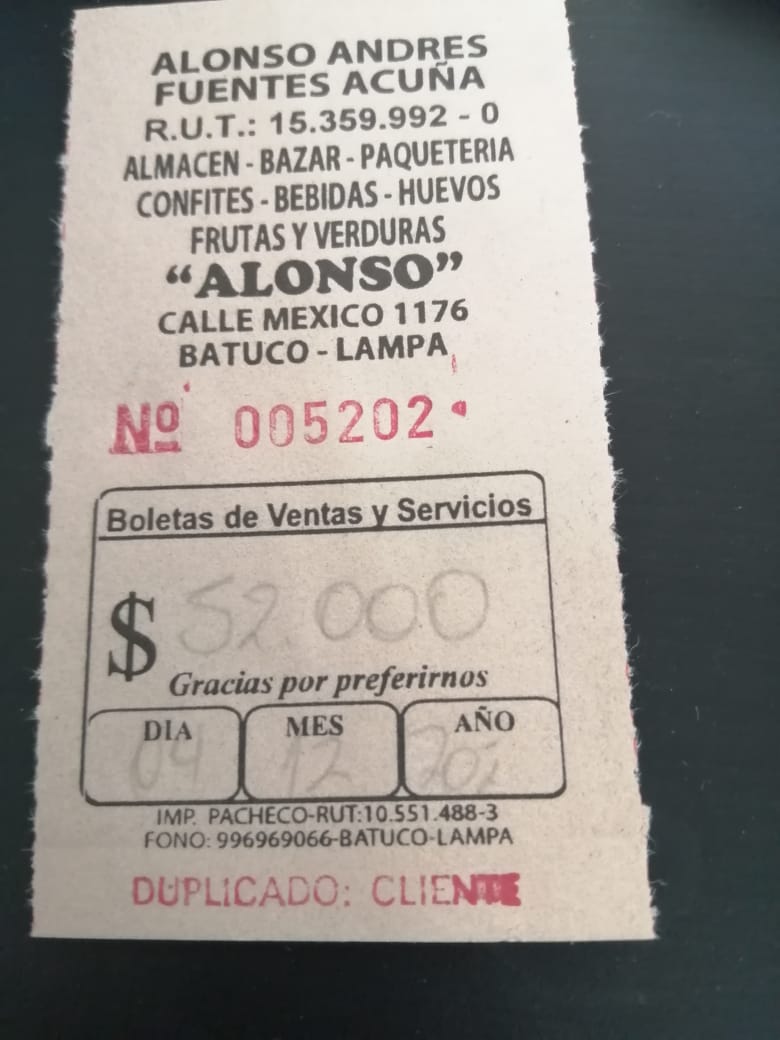 ALONSO ANDRES
FUENTES ACUÑA
R.U.T.: 15.359.992 - 0
ALMACEN - BAZAR - PAQUETERIA
CONFITES - BEBIDAS - HUEVOS
FRUTAS Y VERDURAS
“ALONSO”
CALLE MEXICO 1176
BATUCO - LAMPA
Nº 005202
Boletas de Ventas y Servicios
$ 52.000
Gracias por preferirnos
DIA MES AÑO
04 12
IMP. PACHECO-RUT:10.551.488-3
FONO: 996969066-BATUCO-LAMPA
DUPLICADO: CLIENTE